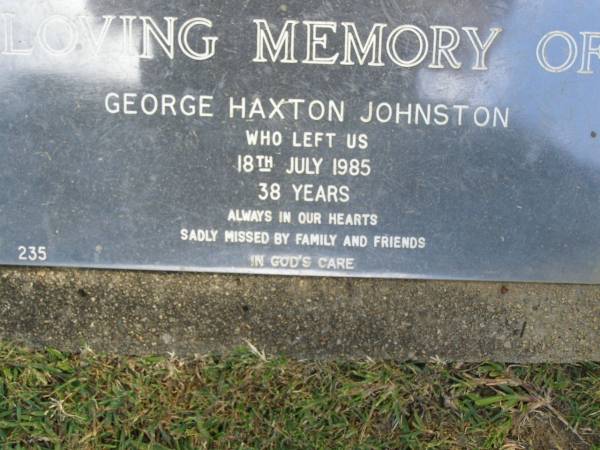 LOVING MEMORY OF
GEORGE HAXTON JOHNSTON
WHO LEFT US
18TH JULY 1985
38 YEARS
ALWAYS IN OUR HEARTS
SADLY MISSED BY FAMILY AND FRIENDS
IN GOD'S CARE
235